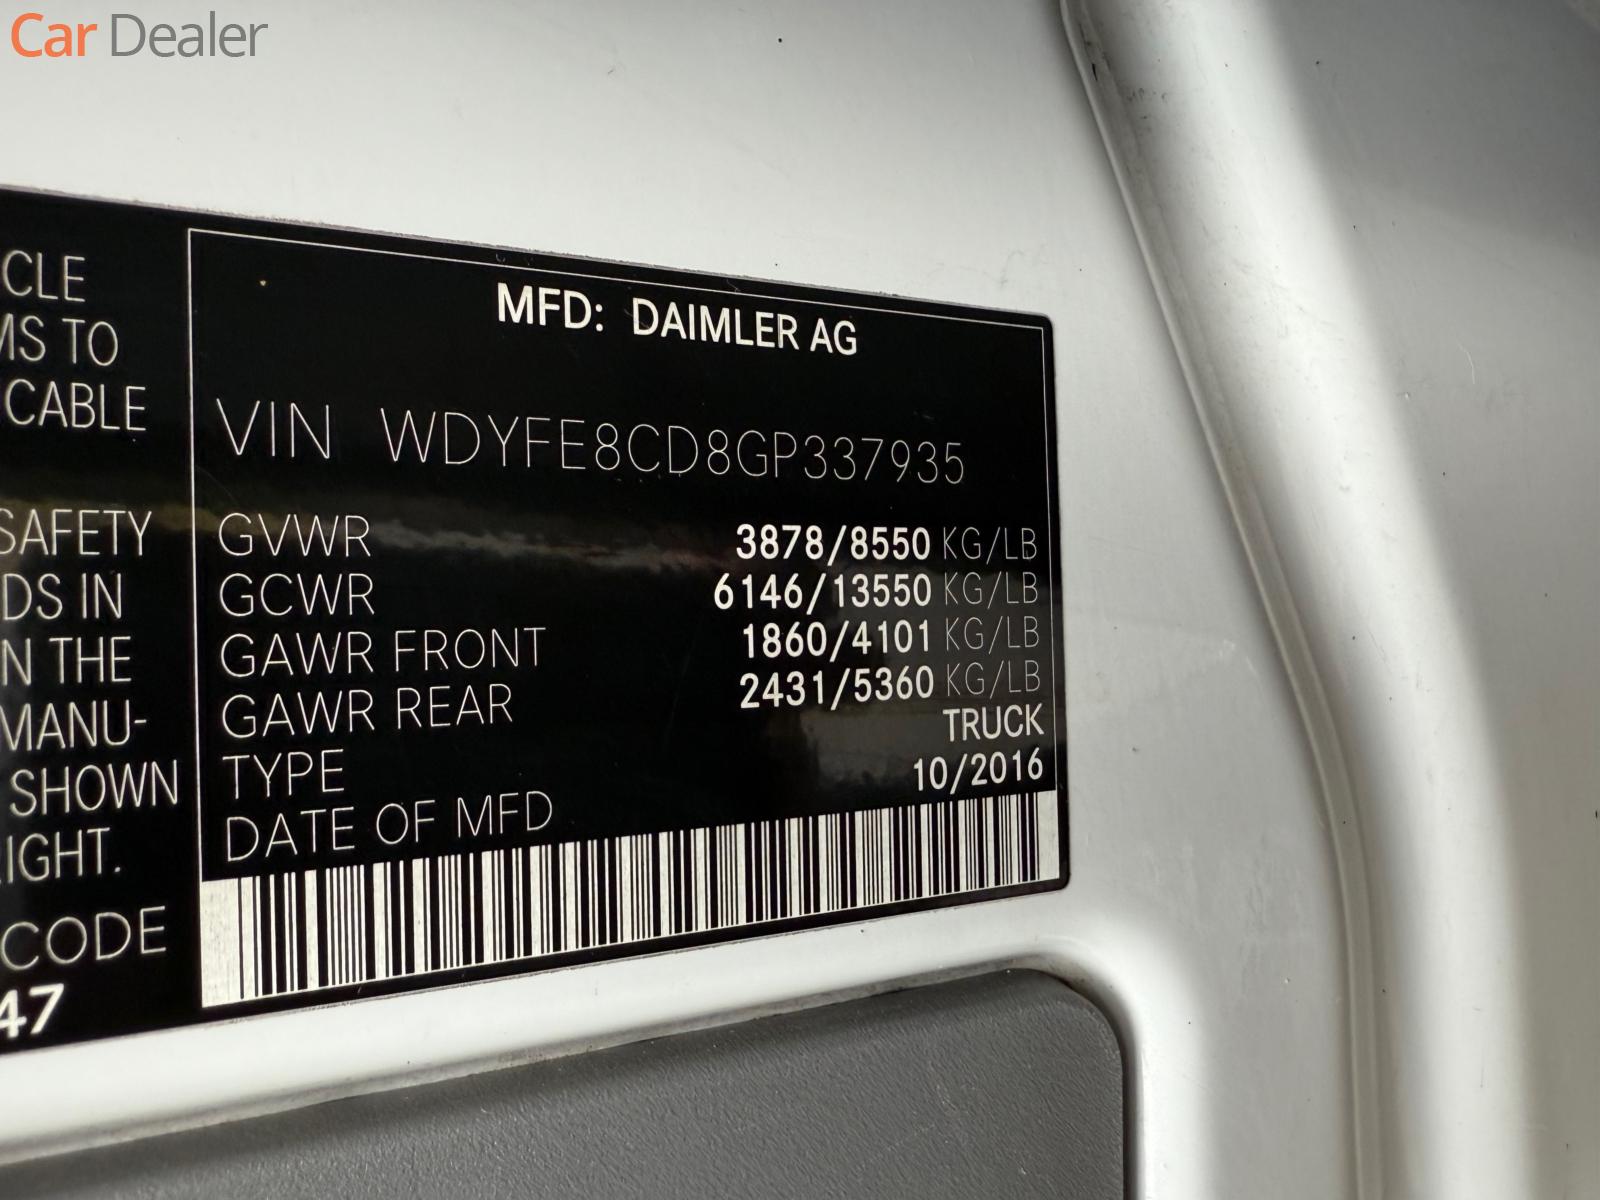 Car Dealer
CLE
MS TO
CABLE
SAFETY
DS IN
N THE
MANU-
SHOWN
IGHT.
CODE
47
MFD: DAIMLER AG
VIN WDYFE8CD8GP337935
GVWR 3878/8550 KG/LB
GCWR 6146/13550 KG/LB
GAWR FRONT 1860/4101 KG/LB
GAWR REAR 2431/5360 KG/LB
TYPE TRUCK
DATE OF MFD 10/2016